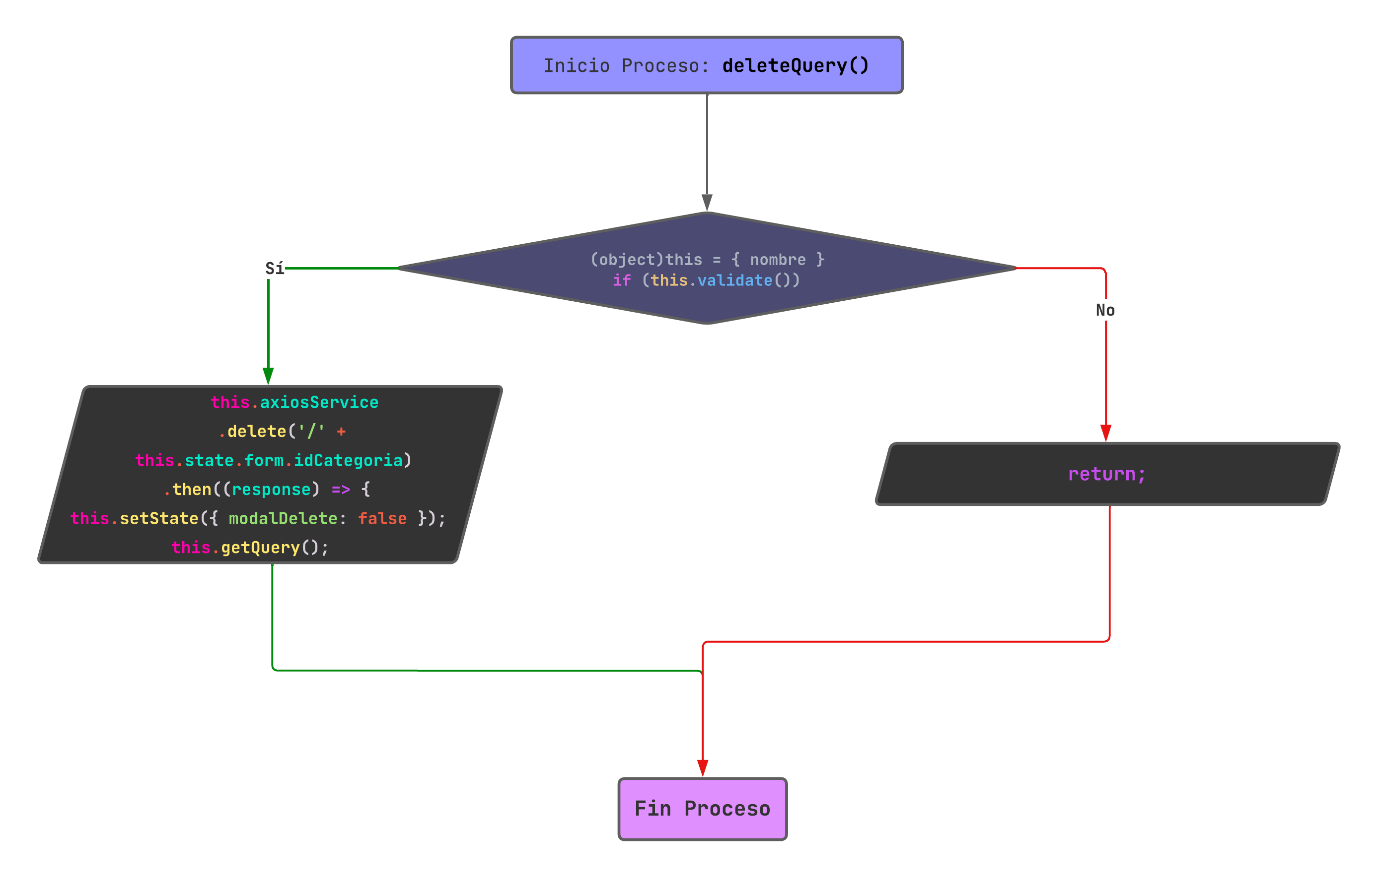 Inicio Proceso: deleteQuery()
(object)this = { nombre }
if (this.validate())
Sí
No
this.axiosService
.delete('/' +
this.state.form.idCategoria)
.then((response) => {
this.setState({ modalDelete: false });
this.getQuery();
return;
Fin Proceso